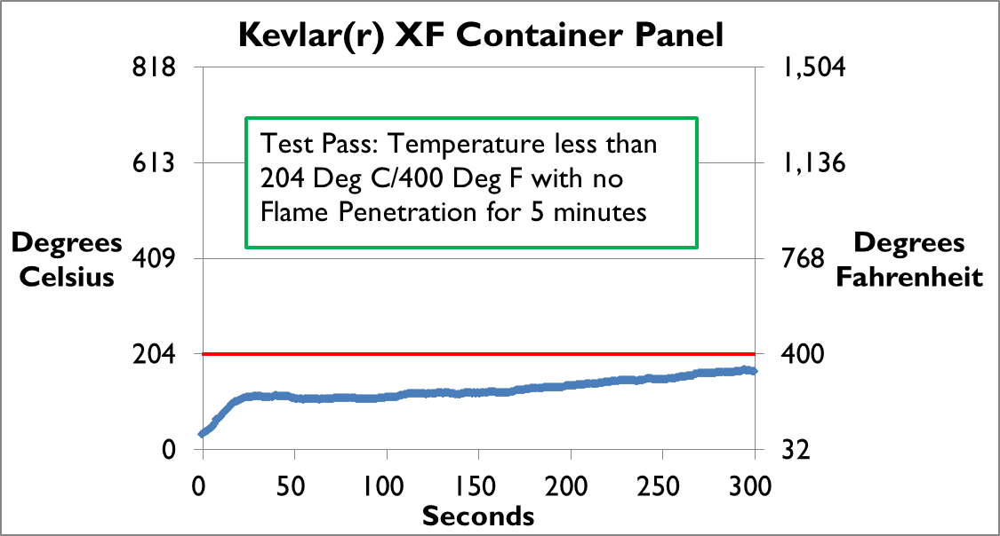 Kevlar(r) XF Container Panel
818
1,504
Test Pass: Temperature less than
204 Deg C/400 Deg F with no
Flame Penetration for 5 minutes
613
1,136
Degrees
Celsius
409
768
Degrees
Fahrenheit
204
400
0
32
0 50 100 150 200 250 300
Seconds